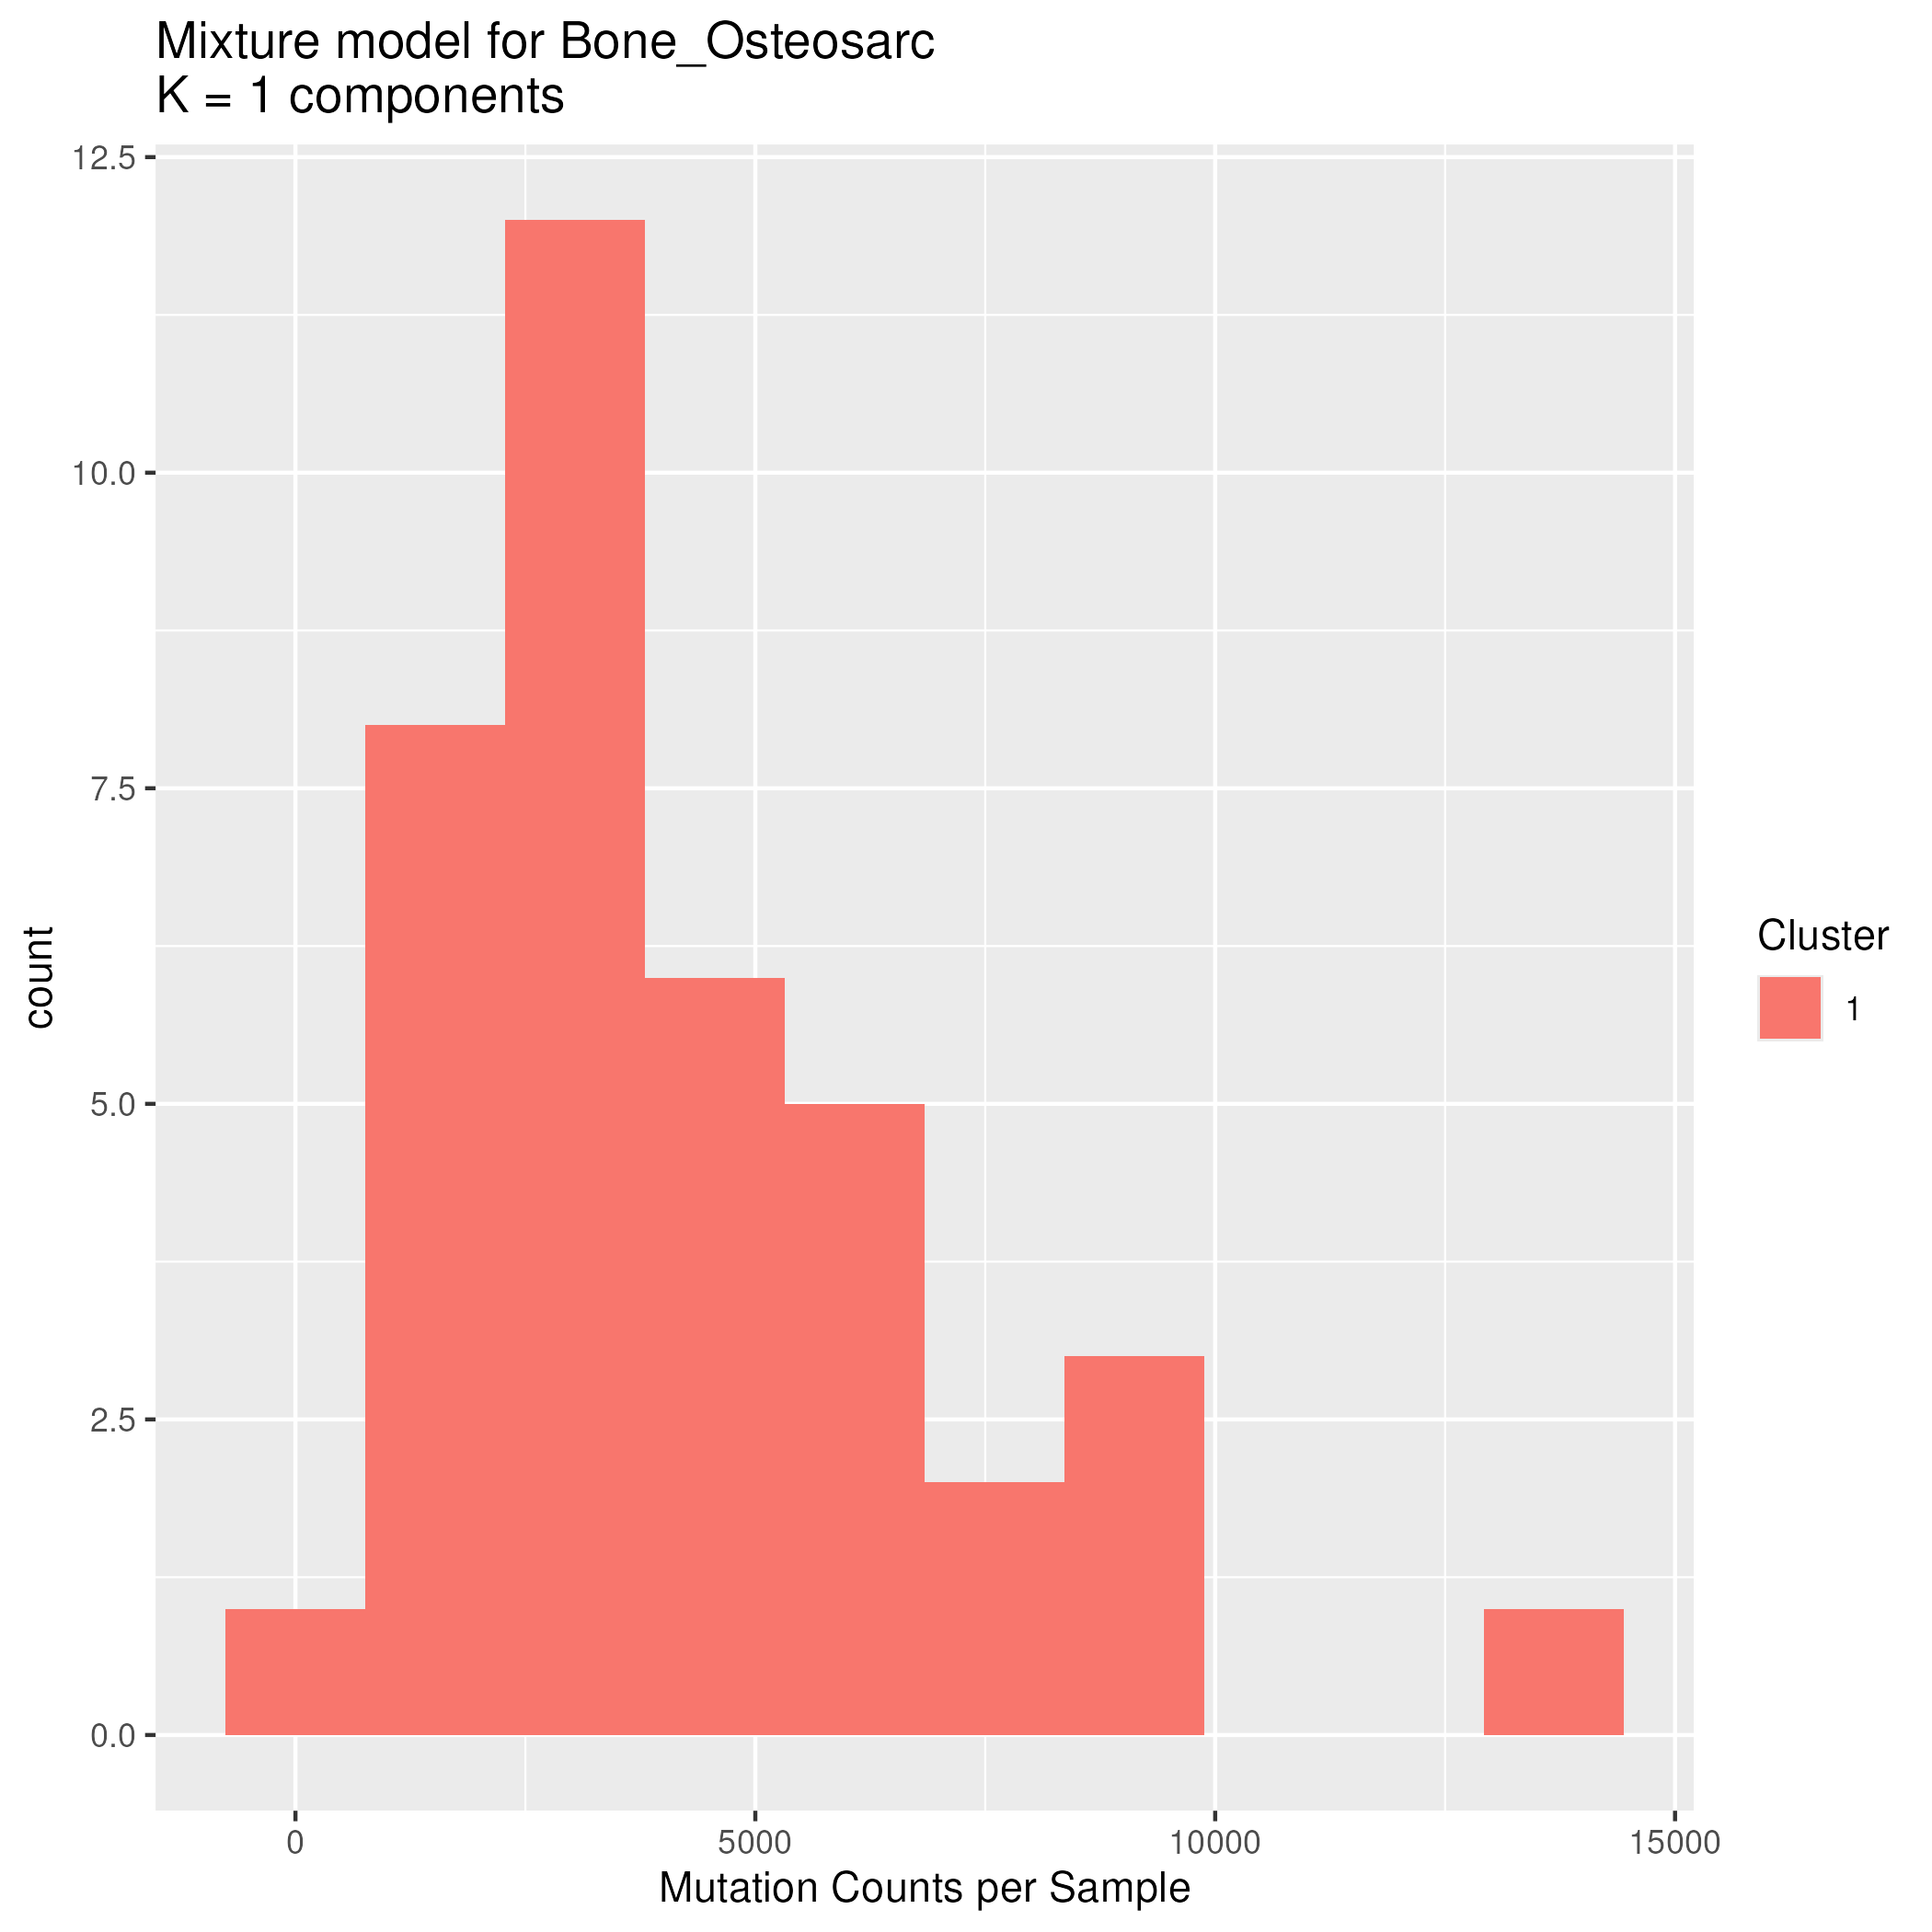 Mixture model for Bone_Osteosarc
K = 1 components
12.5
10.0
7.5
5.0
2.5
0.0
count
0 5000 10000 15000
Mutation Counts per Sample
Cluster
1